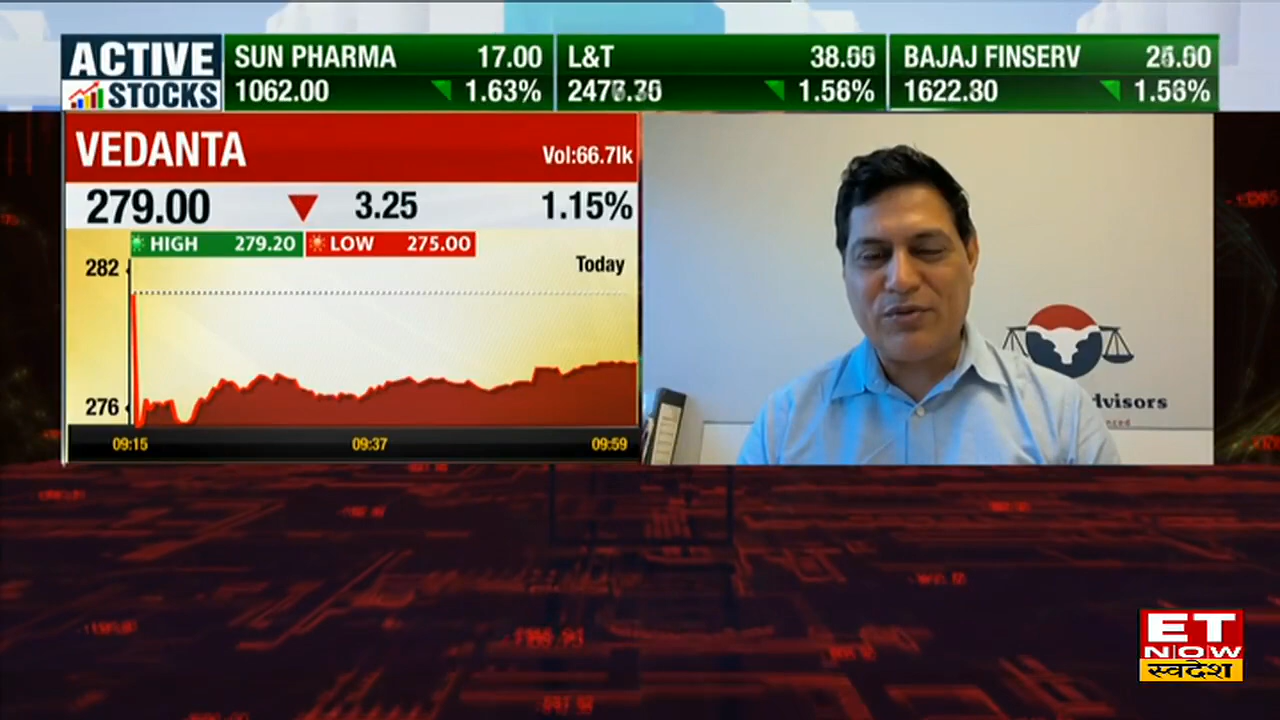 ACTIVE
STOCKS
SUN PHARMA 17.00
1062.00 1.63%
L&T
1.58%
BAJAJ FINSERV
1622.80 1.56%
VEDANTA Vol:66.7lk
279.00 3.25 1.15%
HIGH 279.20 LOW 275.00
Today
282
276
09:15 09:37 09:59
ET
NOW
स्वदेश